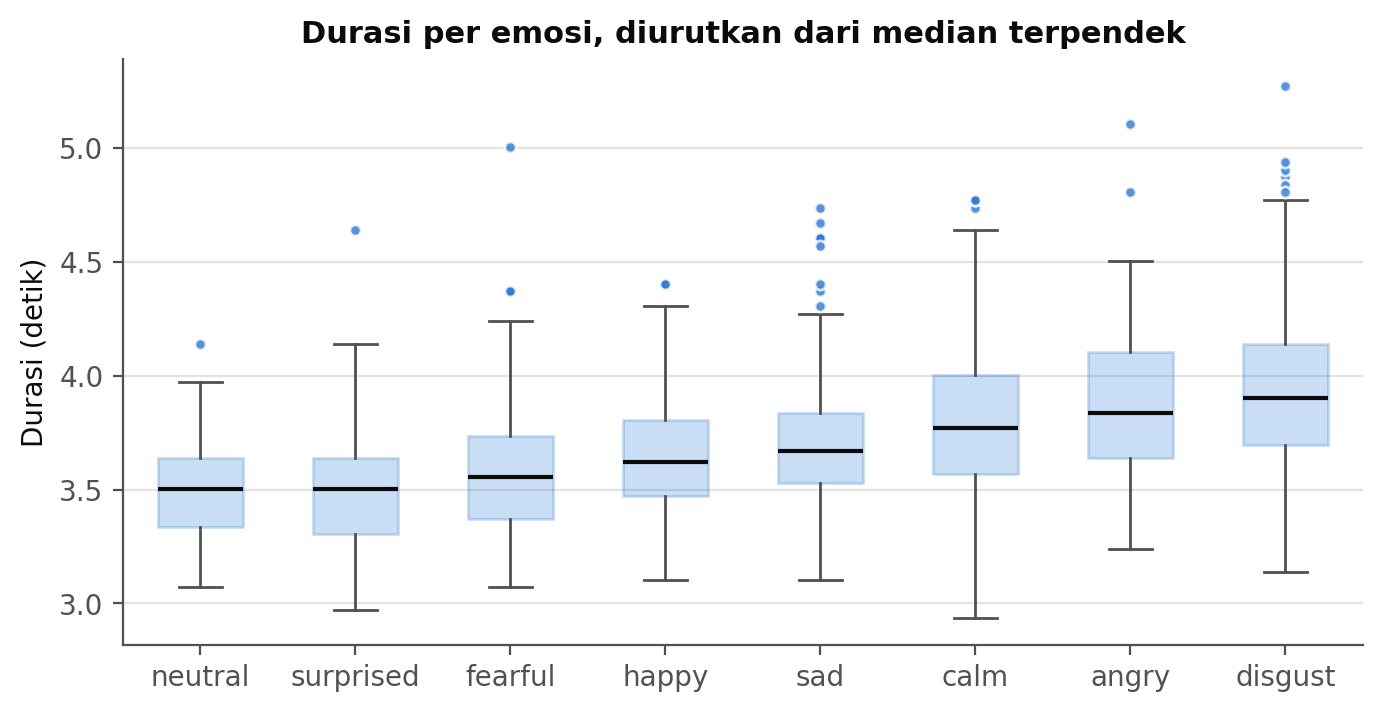 Durasi per emosi, diurutkan dari median terpendek
Durasi (detik)
5.0
4.5
4.0
3.5
3.0
neutral surprised fearful happy sad calm angry disgust